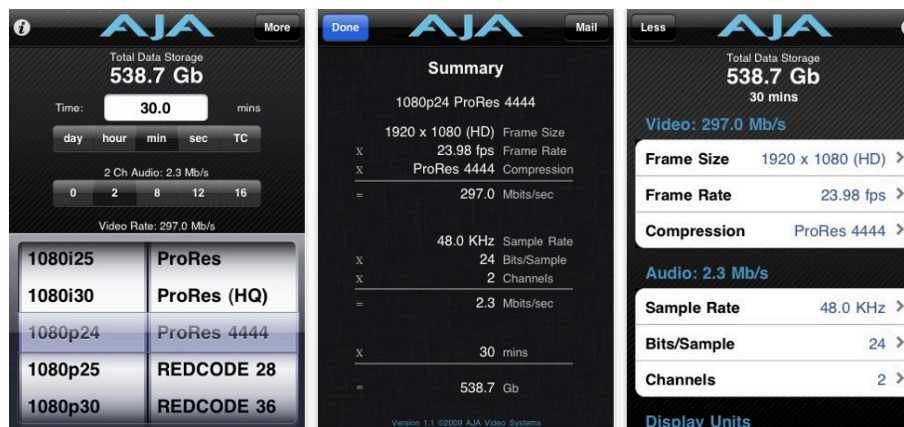 AJA
More
Total Data Storage
538.7 Gb
Time: 30.0 mins
day hour min sec TC
2 Ch Audio: 2.3 Mb/s
0 2 8 12 16
Video Rate: 297.0 Mb/s
1080i25 ProRes
1080i30 ProRes (HQ)
1080p24 ProRes 4444
1080p25 REDCODE 28
1080p30 REDCODE 36
Done AJA Mail
Summary
1080p24 ProRes 4444
1920 x 1080 (HD) Frame Size
x 23.98 fps Frame Rate
x ProRes 4444 Compression
= 297.0 Mbits/sec
48.0 KHz Sample Rate
x 24 Bits/Sample
x 2 Channels
= 2.3 Mbits/sec
x 30 mins
= 538.7 Gb
Version 1.1 ©2009 AJA Video Systems
Less AJA
Total Data Storage
538.7 Gb
30 mins
Video: 297.0 Mb/s
Frame Size 1920 x 1080 (HD)
Frame Rate 23.98 fps
Compression ProRes 4444
Audio: 2.3 Mb/s
Sample Rate 48.0 KHz
Bits/Sample 24
Channels 2
Display Units